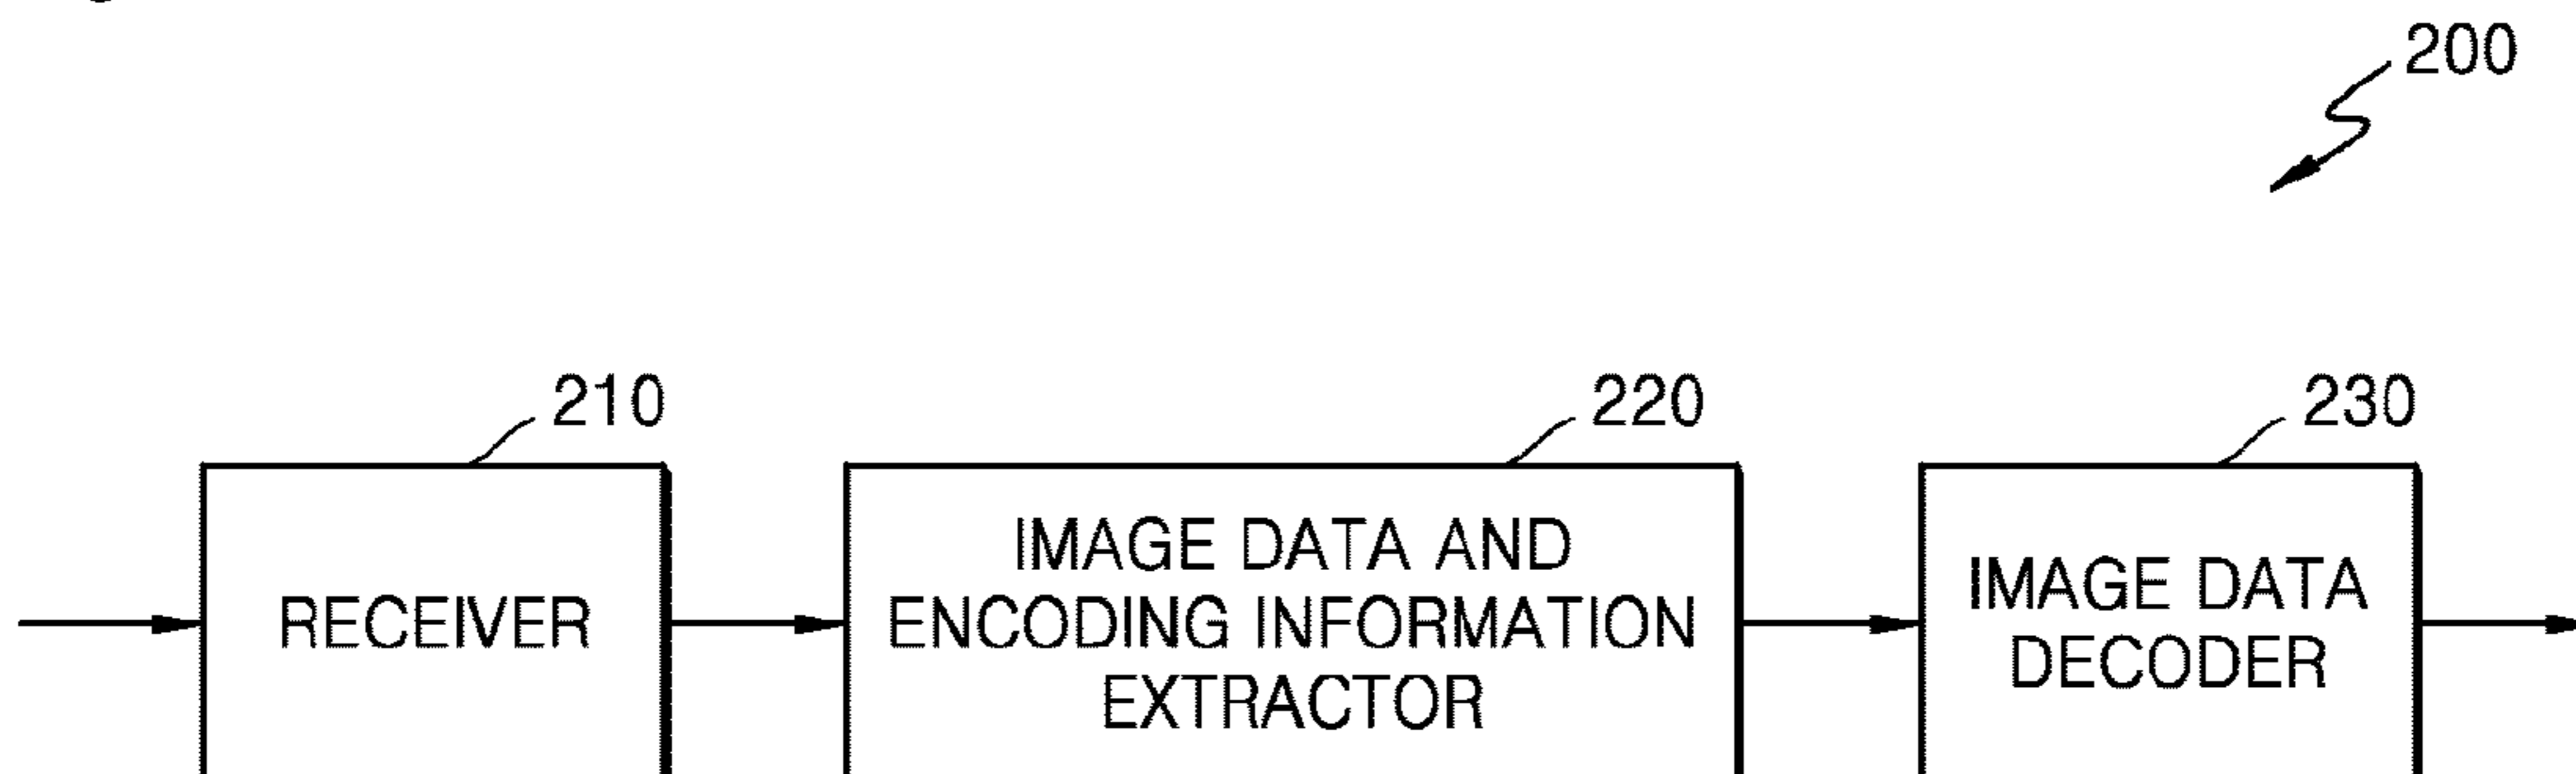 200
210
220
230
RECEIVER
IMAGE DATA AND
ENCODING INFORMATION
EXTRACTOR
IMAGE DATA
DECODER